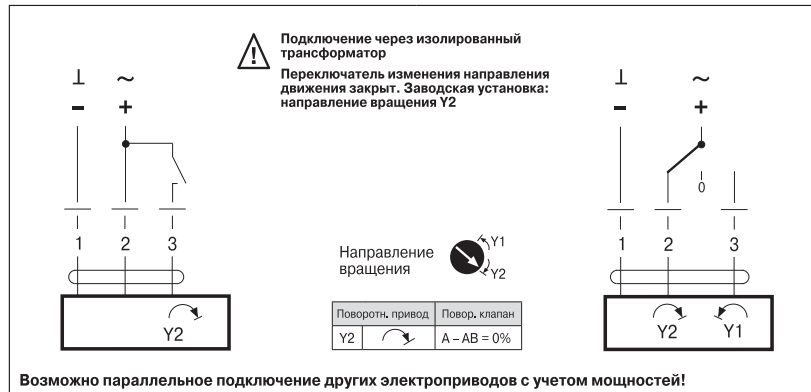 Подключение через изолированный
трансформатор
Переключатель изменения направления
движения закрыт. Заводская установка:
направление вращения Y2
⊥ ~
– +
1 2 3
Y2
Направление
вращения
Y1
Y2
Поворотн. привод Повор. клапан
Y2 A – AB = 0%
⊥ ~
– +
0
1 2 3
Y2 Y1
Возможно параллельное подключение других электроприводов с учетом мощностей!